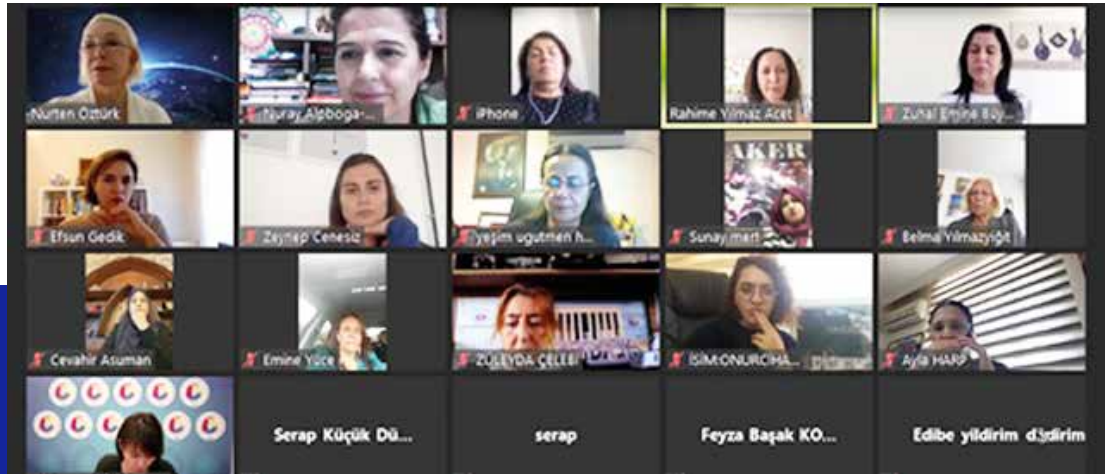 Nurten Öztürk
Nuray Alpboga-...
iPhone
Rahime Yılmaz Acet
Zuhal Emine Büy...
Efsun Gedik
Zeynep Cenesiz
yeşim ugutmen h...
AKER
Sunay mert
Belma Yılmazyiğit
Cevahir Asuman
Emine Yüce
ZÜLEYDA ÇELEBİ
İSİM:ONURCİHA...
Ayla HARP
Serap Küçük Dü...
serap
Feyza Başak KO...
Edibe yildirim